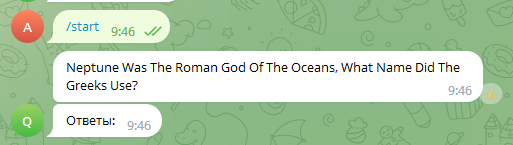 A
/start 9:46
Neptune Was The Roman God Of The Oceans, What Name Did The
Greeks Use?
9:46
Q
Ответы: 9:46